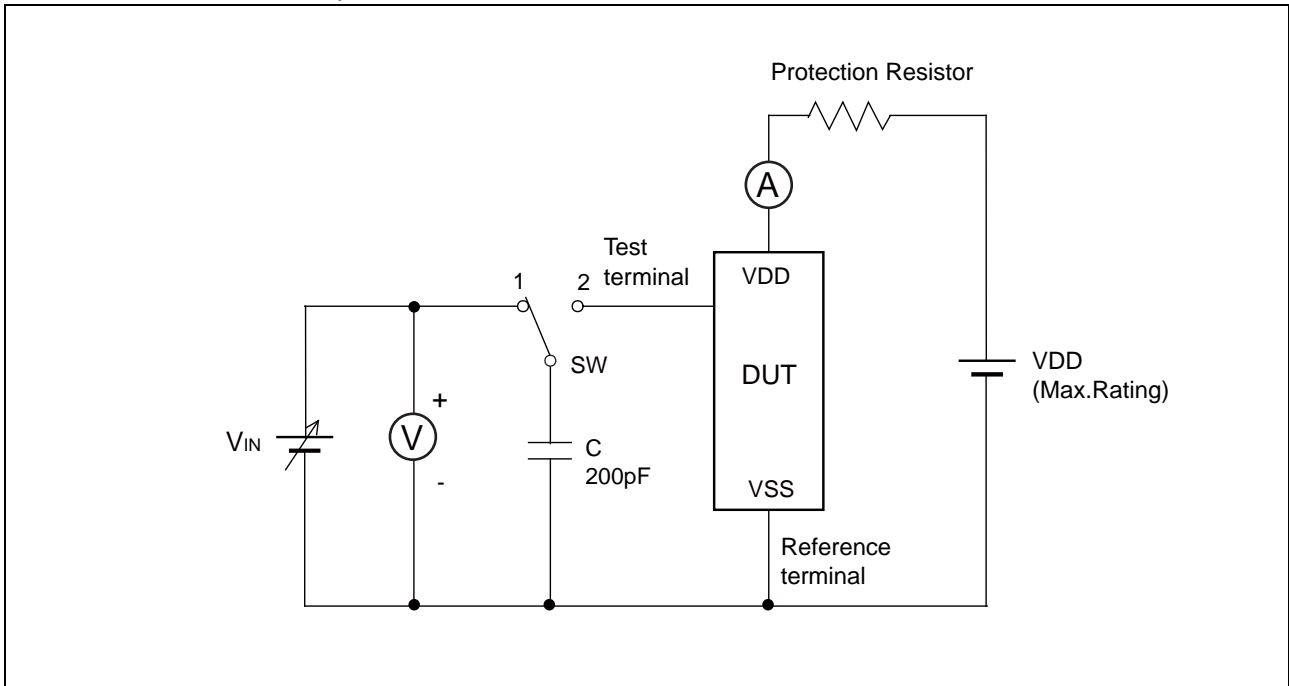 Protection Resistor
A
Test
terminal
1
2
VDD
SW
DUT
VDD
(Max.Rating)
+
V
-
VIN
C
200pF
VSS
Reference
terminal